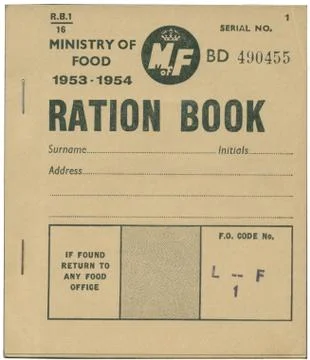 R.B.1
16
1
MINISTRY OF
FOOD
1953-1954
MF
OF
SERIAL NO.
BD 490455
RATION BOOK
Surname Initials
Address
IF FOUND
RETURN TO
ANY FOOD
OFFICE
F.O. CODE No.
L -- F
1